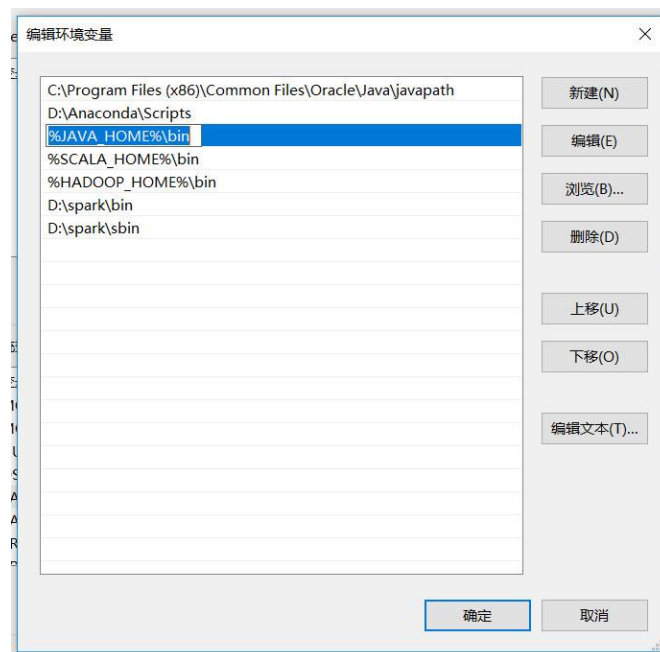 编辑环境变量
C:\Program Files (x86)\Common Files\Oracle\Java\javapath
D:\Anaconda\Scripts
%JAVA_HOME%\bin
%SCALA_HOME%\bin
%HADOOP_HOME%\bin
D:\spark\bin
D:\spark\sbin
新建(N)
编辑(E)
浏览(B)...
删除(D)
上移(U)
下移(O)
编辑文本(T)...
确定
取消